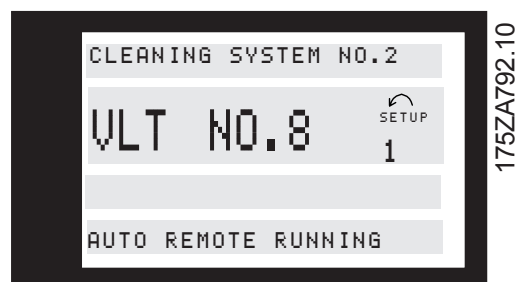 CLEANING SYSTEM NO.2
VLT NO.8
SETUP
1
AUTO REMOTE RUNNING
175ZA792.10